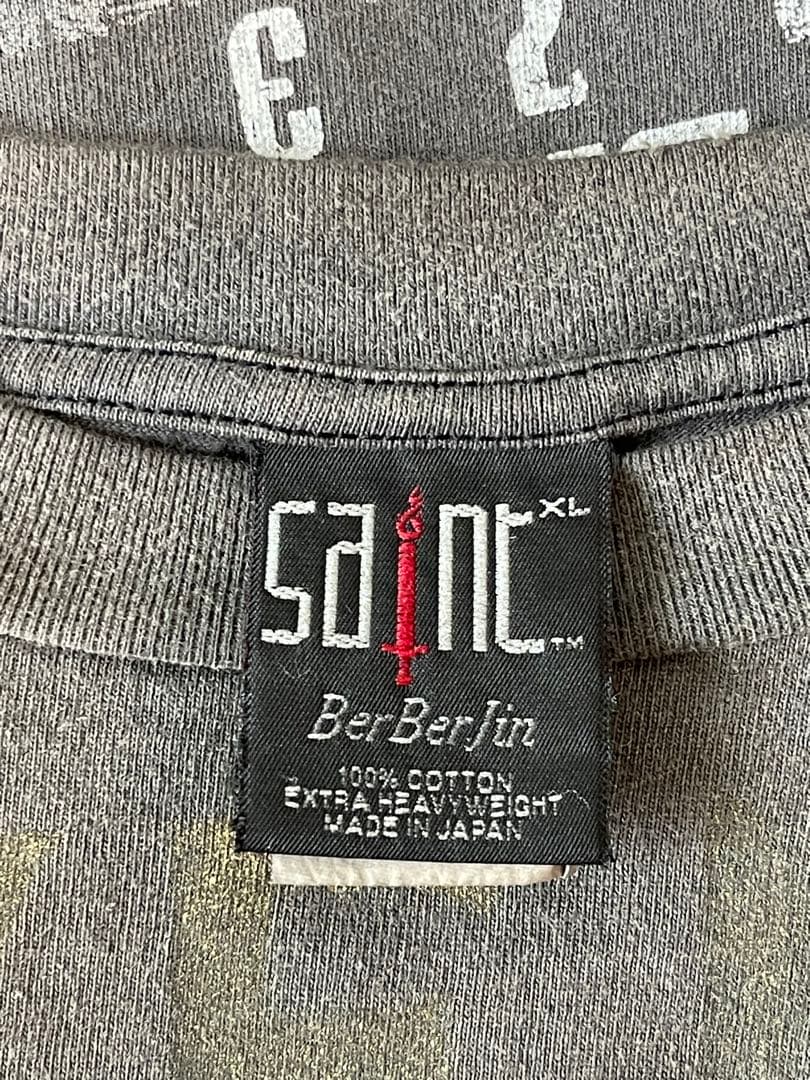 saint XL
TM
BerBerJin
100% COTTON
EXTRA HEAVYWEIGHT
MADE IN JAPAN